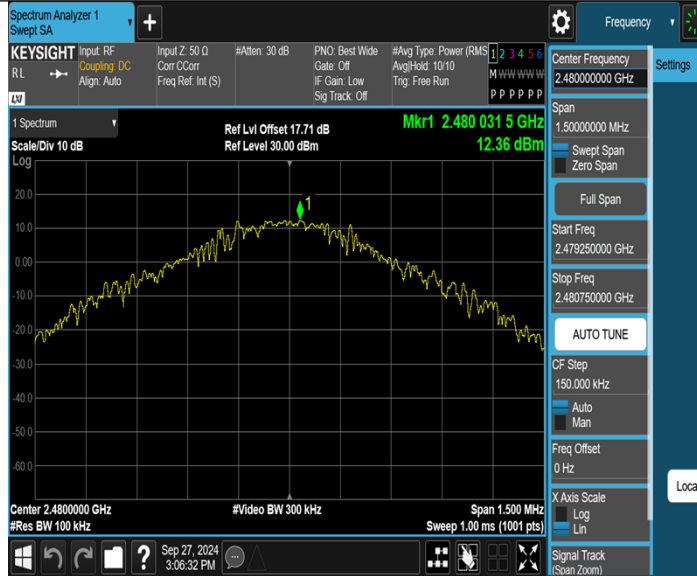 Spectrum Analyzer 1
Swept SA
+
Frequency
KEYSIGHT
RL
LXI
Input: RF
Coupling: DC
Align: Auto
Input Z: 50 Ω
Corr CCorr
Freq Ref: Int (S)
#Atten: 30 dB
PNO: Best Wide
Gate: Off
IF Gain: Low
Sig Track: Off
#Avg Type: Power (RMS
Avg|Hold: 10/10
Trig: Free Run
1 2 3 4 5 6
M W W W W W
P P P P P P
1 Spectrum
Scale/Div 10 dB
Log
Ref Lvl Offset 17.71 dB
Ref Level 30.00 dBm
Mkr1 2.480 031 5 GHz
12.36 dBm
1
20.0
10.0
0.00
-10.0
-20.0
-30.0
-40.0
-50.0
-60.0
Center 2.4800000 GHz
#Res BW 100 kHz
#Video BW 300 kHz
Span 1.500 MHz
Sweep 1.00 ms (1001 pts)
?
Sep 27, 2024
3:06:32 PM
Center Frequency
2.480000000 GHz
Span
1.50000000 MHz
Swept Span
Zero Span
Full Span
Start Freq
2.479250000 GHz
Stop Freq
2.480750000 GHz
AUTO TUNE
CF Step
150.000 kHz
Auto
Man
Freq Offset
0 Hz
X Axis Scale
Log
Lin
Signal Track
(Span Zoom)
Settings
Loca